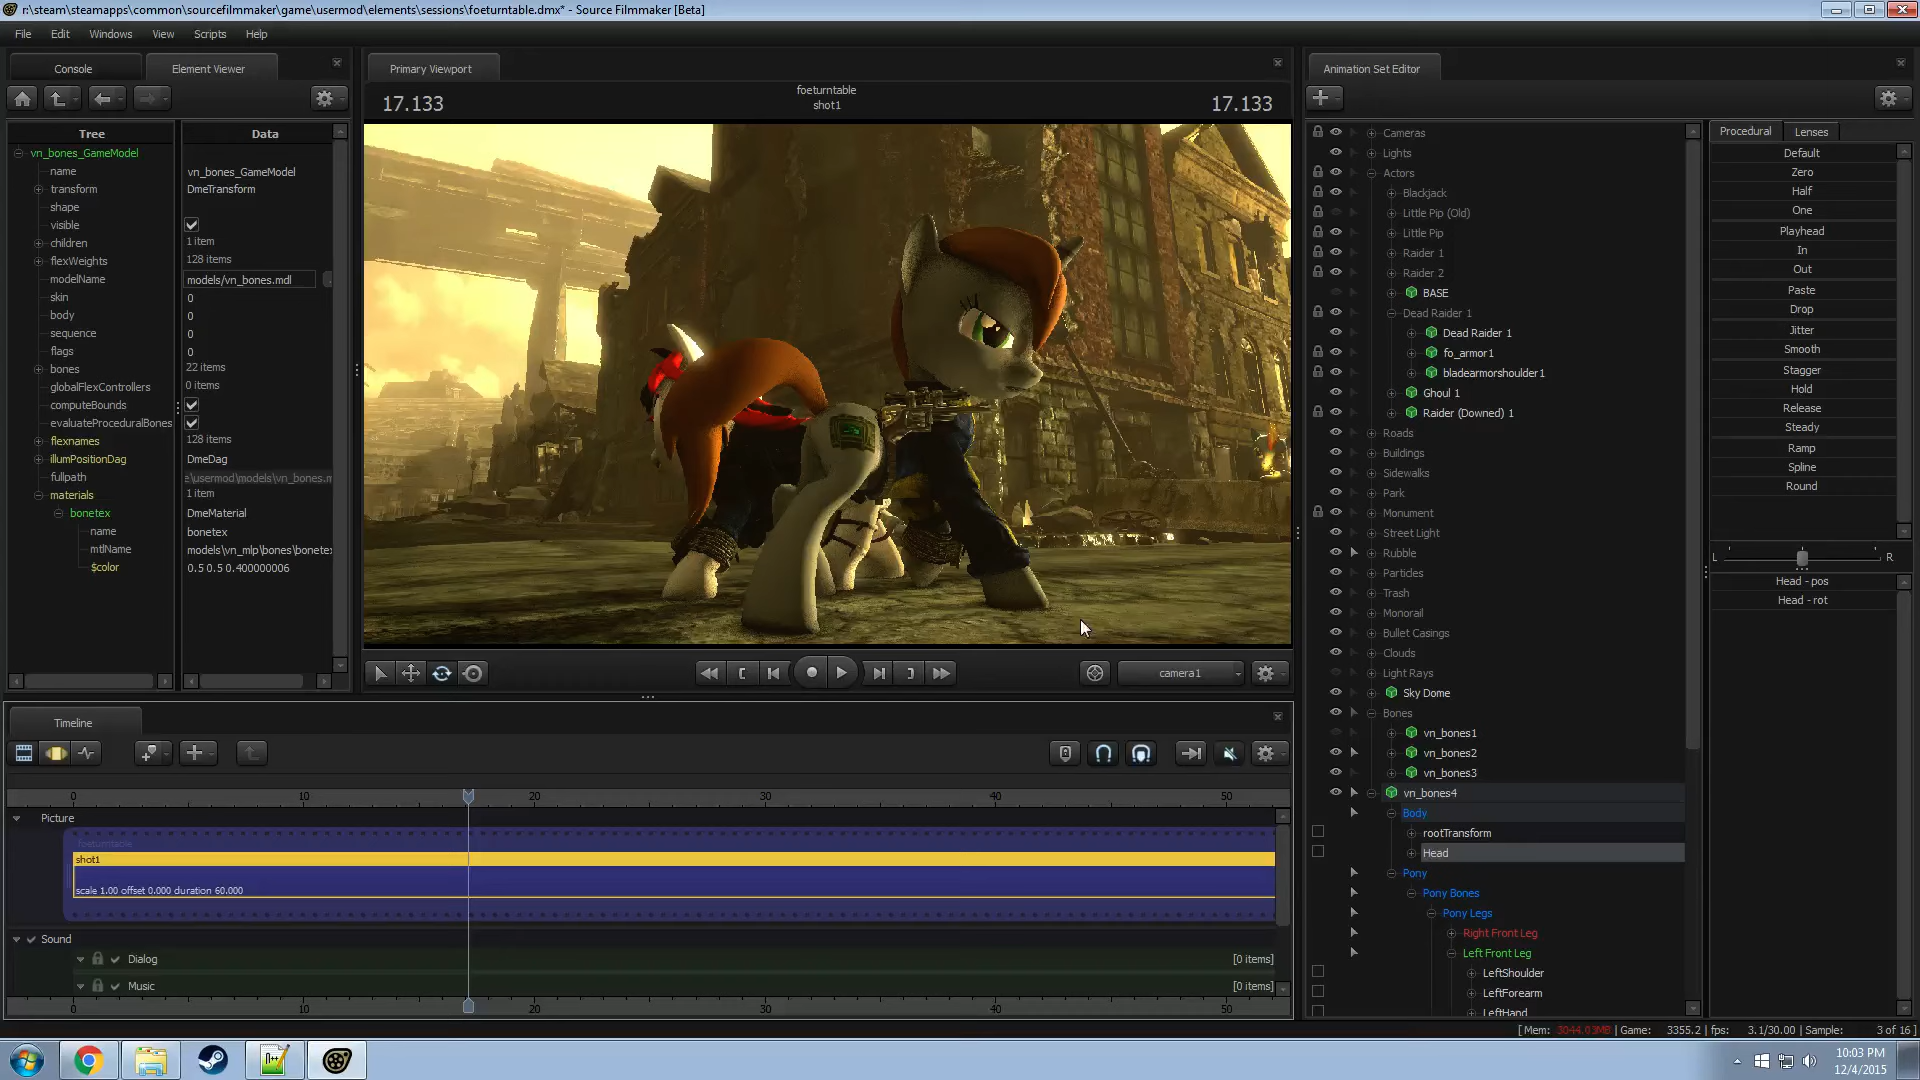 r:\steam\steamapps\common\sourcefilmmaker\game\usermod\elements\sessions\foeturntable.dmx* - Source Filmmaker [Beta]
File Edit Windows View Scripts Help
Console Element Viewer
Tree Data
vn_bones_GameModel
name vn_bones_GameModel
transform DmeTransform
shape
visible
children 1 item
flexWeights 128 items
modelName models/vn_bones.mdl
skin 0
body 0
sequence 0
flags 0
bones 22 items
globalFlexControllers 0 items
computeBounds
evaluateProceduralBones
flexnames 128 items
illumPositionDag DmeDag
fullpath e\usermod\models\vn_bones.m
materials 1 item
bonetex DmeMaterial
name bonetex
mtlName models\vn_mlp\bones\bonetex
$color 0.5 0.5 0.400000006
Primary Viewport
17.133 foeturntable 17.133
shot1
camera1
Timeline
0 10 20 30 40 50
Picture
foeturntable
shot1
scale 1.00 offset 0.000 duration 60.000
Sound
Dialog [0 items]
Music [0 items]
0 10 20 30 40 50
Animation Set Editor
Cameras
Lights
Actors
Blackjack
Little Pip (Old)
Little Pip
Raider 1
Raider 2
BASE
Dead Raider 1
Dead Raider 1
fo_armor1
bladearmorshoulder1
Ghoul 1
Raider (Downed) 1
Roads
Buildings
Sidewalks
Park
Monument
Street Light
Rubble
Particles
Trash
Monorail
Bullet Casings
Clouds
Light Rays
Sky Dome
Bones
vn_bones1
vn_bones2
vn_bones3
vn_bones4
Body
rootTransform
Head
Pony
Pony Bones
Pony Legs
Right Front Leg
Left Front Leg
LeftShoulder
LeftForearm
LeftHand
Procedural Lenses
Default
Zero
Half
One
Playhead
In
Out
Paste
Drop
Jitter
Smooth
Stagger
Hold
Release
Steady
Ramp
Spline
Round
L R
Head - pos
Head - rot
[ Mem: 3044.03MB | Game: 3355.2 | fps: 3.1/30.00 | Sample: 3 of 16 ]
10:03 PM
12/4/2015